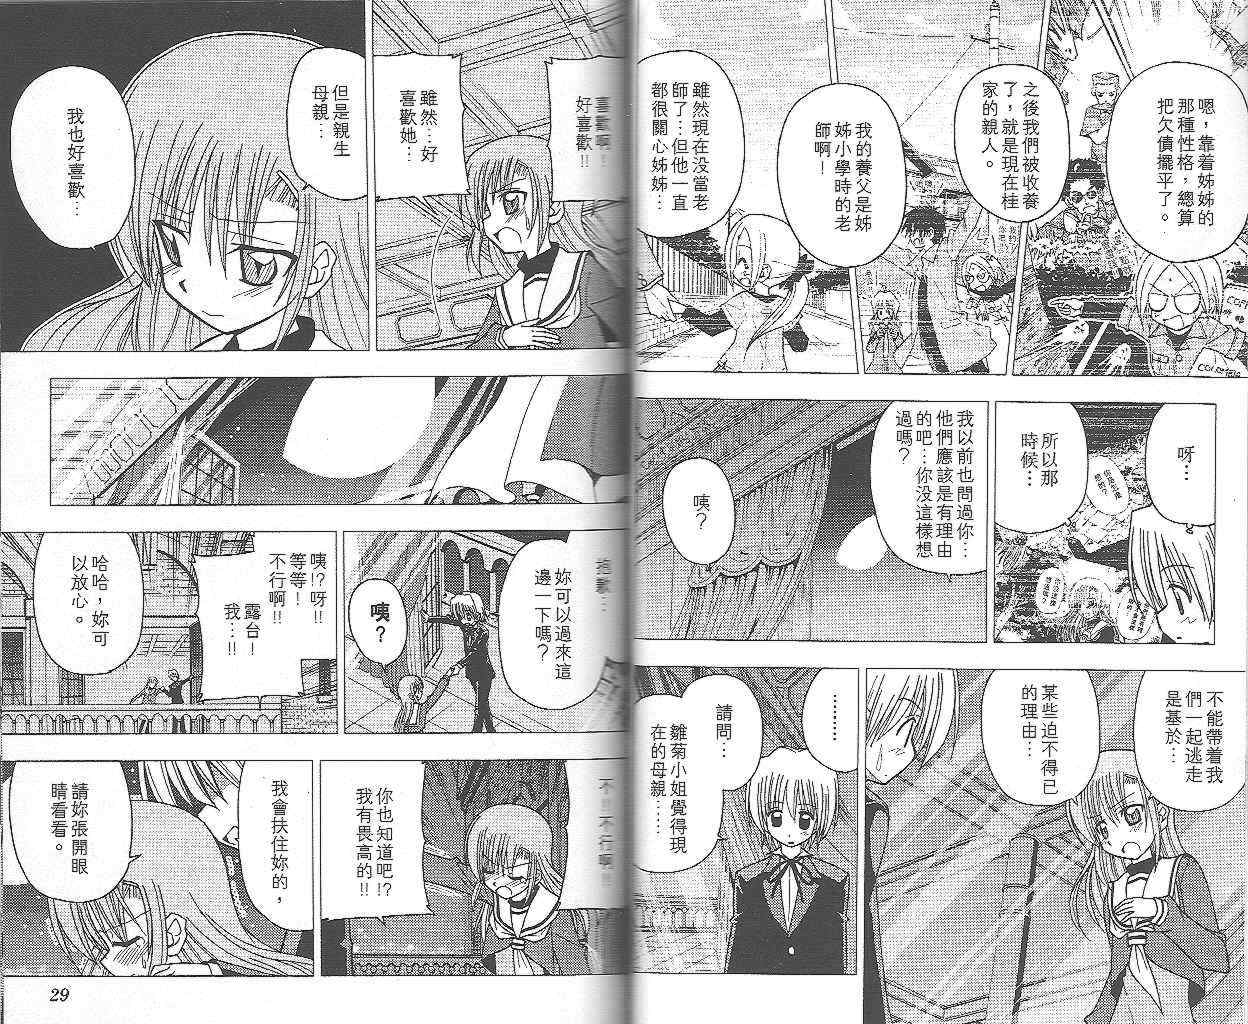 嗯，靠着姊姊的
那種性格，總算
把欠債擺平了。
之後我們被收養
了，就是現在桂
家的親人。
我的養父是姊
姊小學時的老
師啊！
雖然現在没當老
師了…但他一直
都很關心姊姊
呀…
所以那
時候…
我以前也問過你…
他們應該是有理由
的吧…你没這樣想
過嗎？
咦？
不能帶着我
們一起逃走
是基於…
某些迫不得已
的理由…
………
請問…
雛菊小姐覺得現
在的母親……
喜歡啊！
好喜歡!!
雖然…好
喜歡她…
但是親生
母親…
我也好喜歡…
抱歉…
妳可以過來這
邊一下嗎？
咦？
咦!?呀!!
等等！
不行啊!!
露台！
我…!!
哈哈，妳可
以放心。
不!!不行啊!!
你也知道吧!?
我有畏高的!!
我會扶住妳的，
請妳張開眼
睛看看。
29